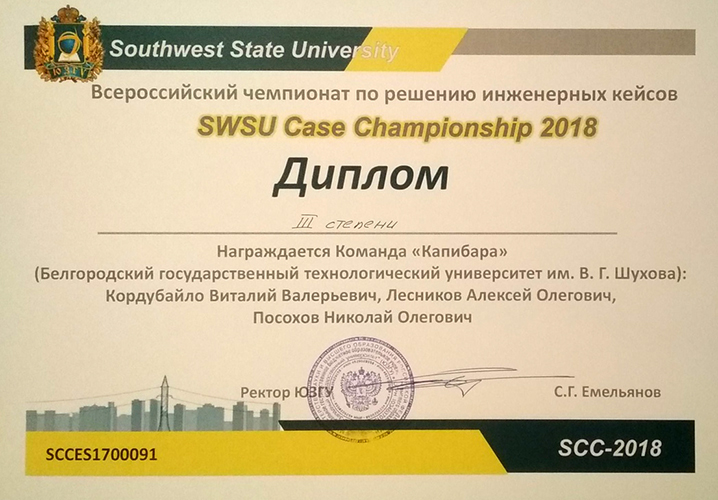 Southwest State University
ЮЗГУ
Всероссийский чемпионат по решению инженерных кейсов
SWSU Case Championship 2018
Диплом
III степени
Награждается Команда «Капибара»
(Белгородский государственный технологический университет им. В. Г. Шухова):
Кордубайло Виталий Валерьевич, Лесников Алексей Олегович,
Посохов Николай Олегович
Ректор ЮЗГУ
С.Г. Емельянов
SCCES1700091
SCC-2018